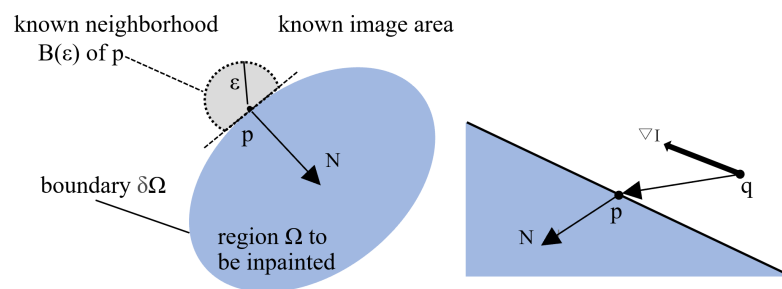 known neighborhood
B(ε) of p
known image area
ε
p
N
boundary δΩ
region Ω to
be inpainted
▽I
q
p
N